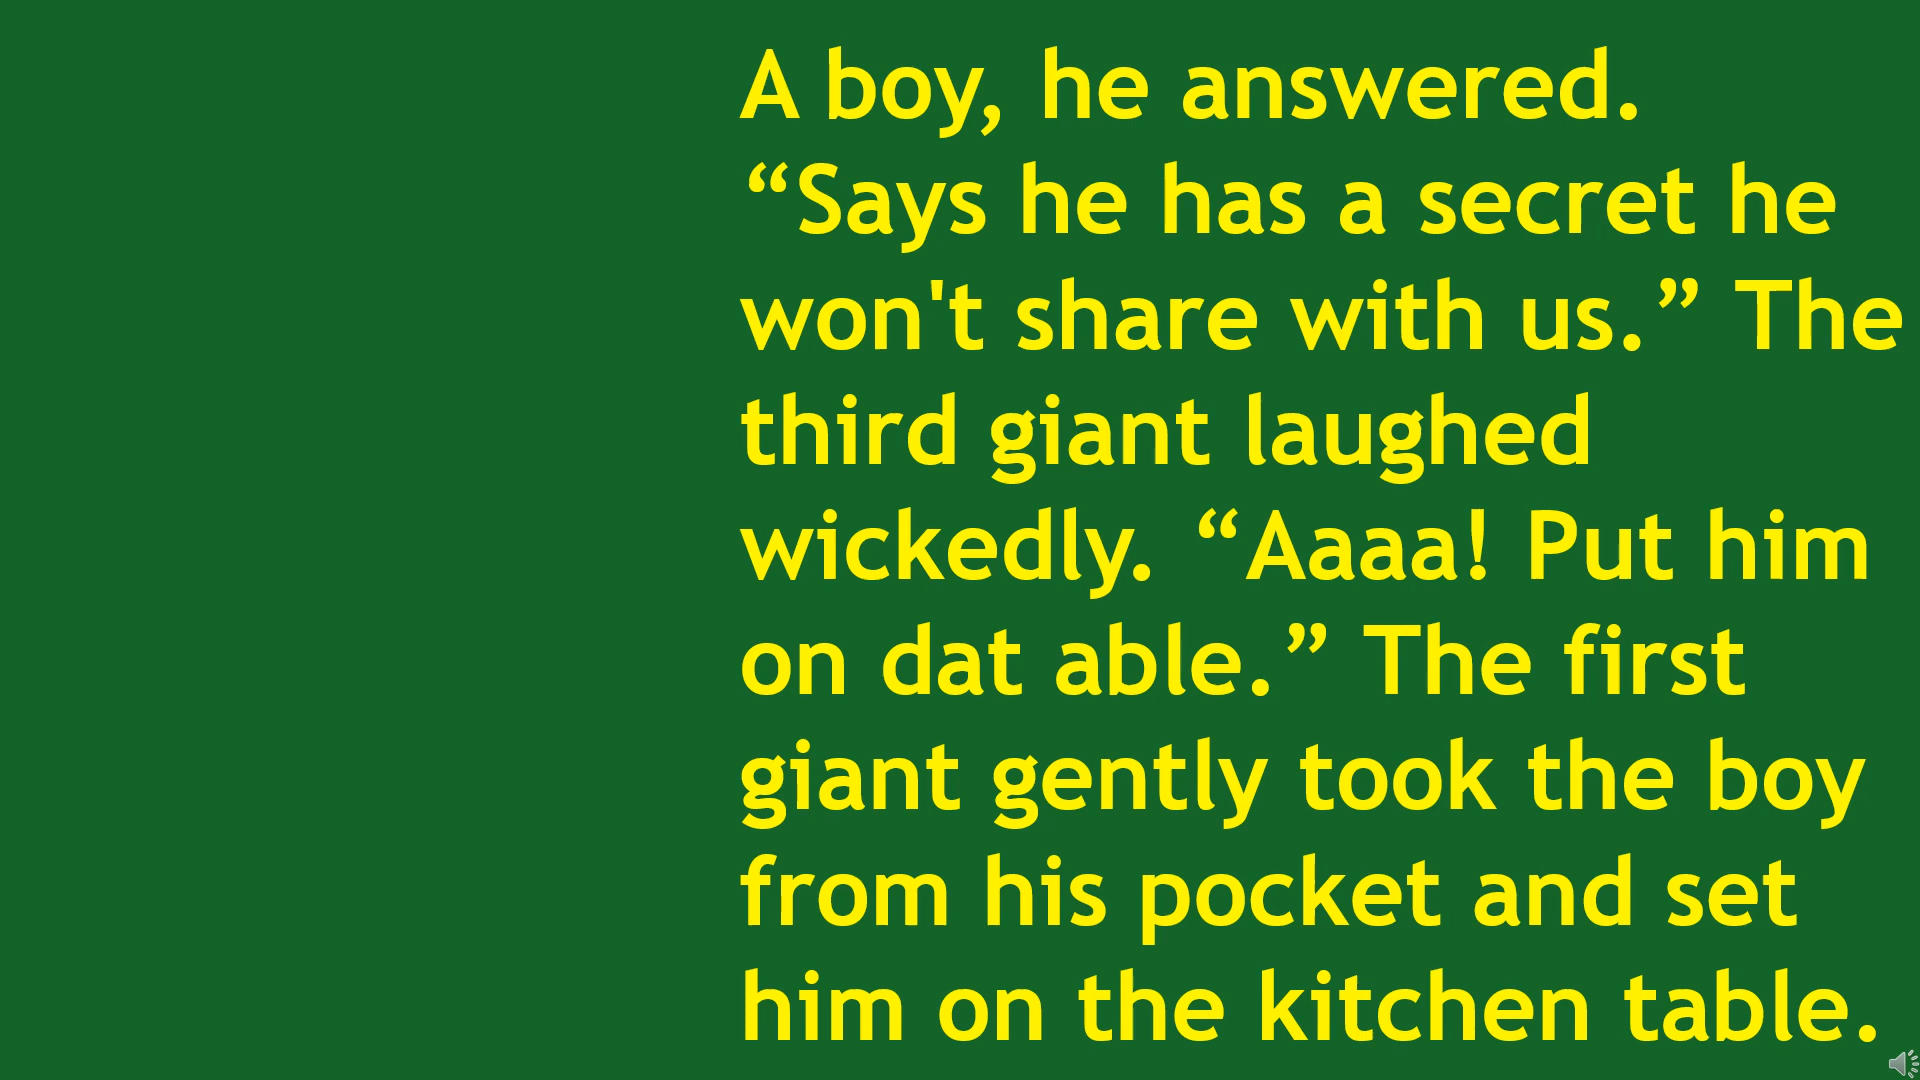 A boy, he answered.
“Says he has a secret he
won't share with us.” The
third giant laughed
wickedly. “Aaaa! Put him
on dat able.” The first
giant gently took the boy
from his pocket and set
him on the kitchen table.